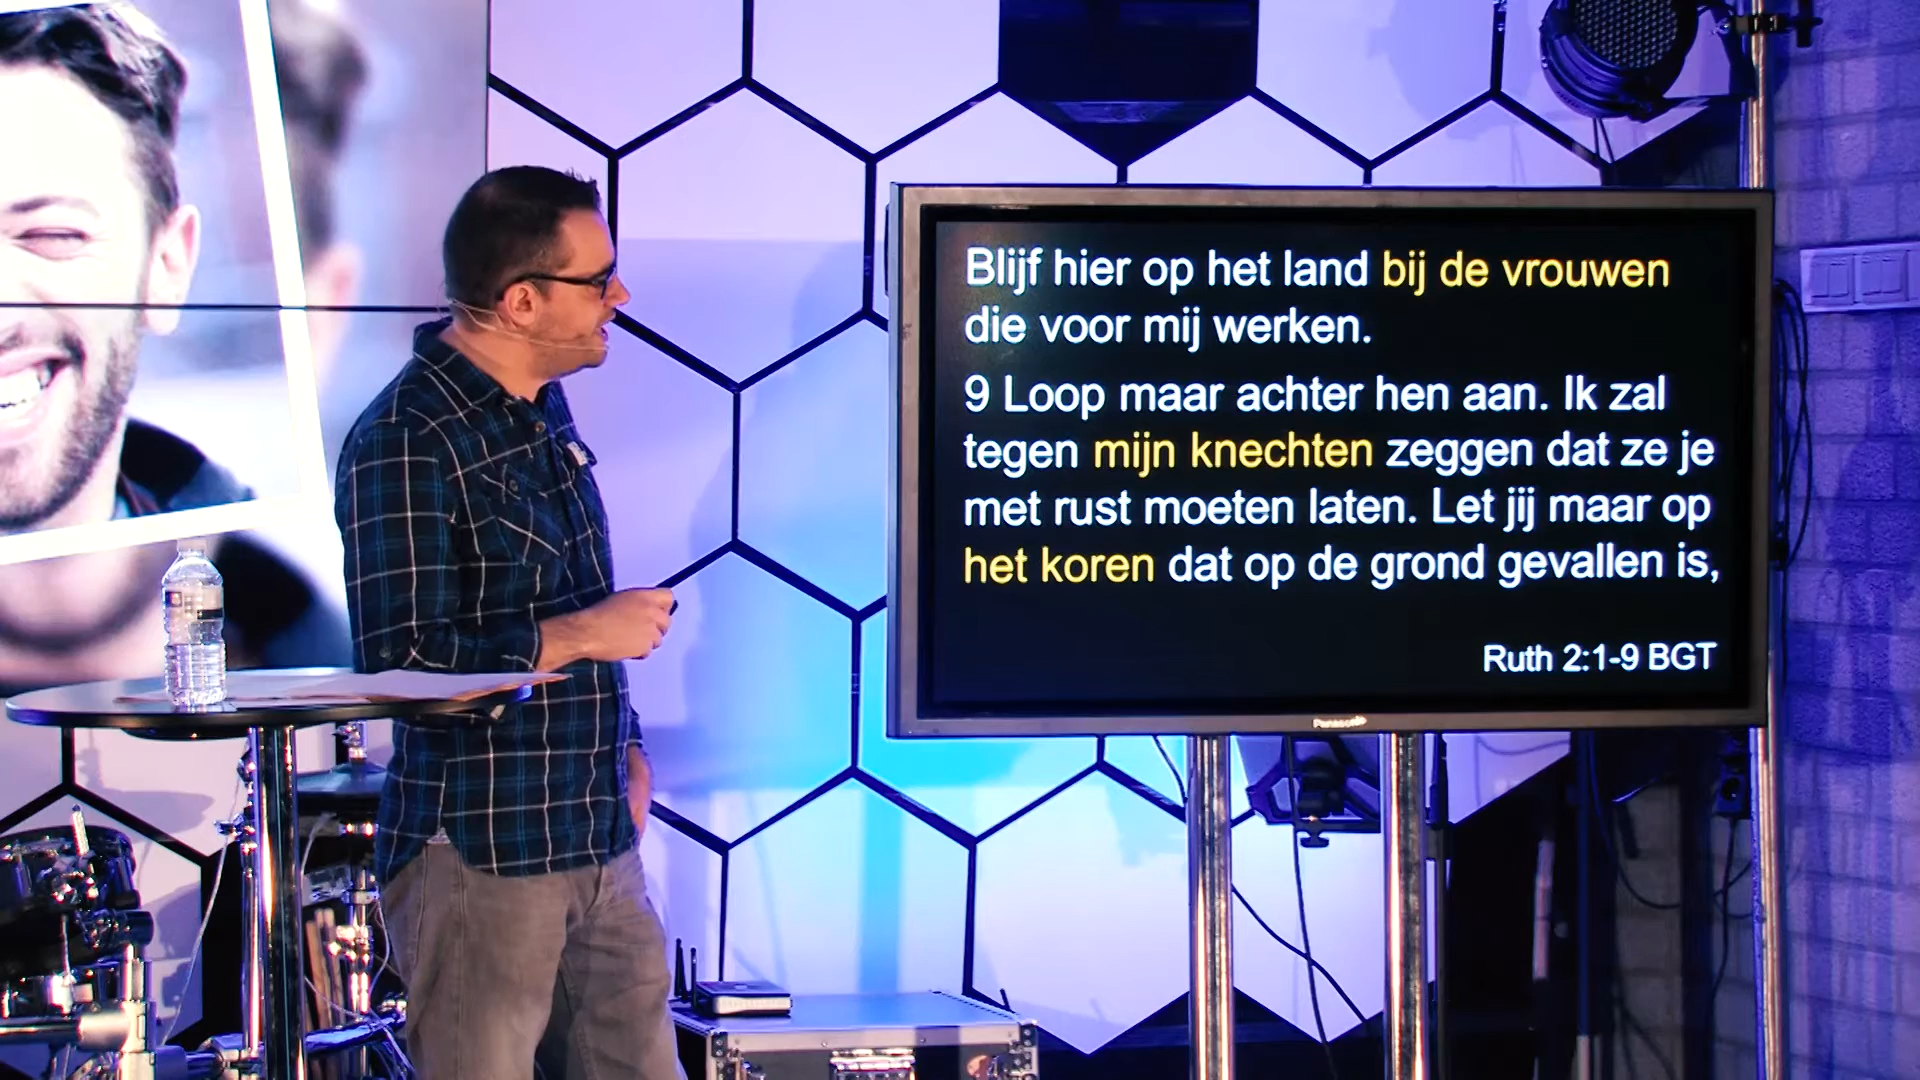 Blijf hier op het land bij de vrouwen
die voor mij werken.
9 Loop maar achter hen aan. Ik zal
tegen mijn knechten zeggen dat ze je
met rust moeten laten. Let jij maar op
het koren dat op de grond gevallen is,
Ruth 2:1-9 BGT
Panasonic